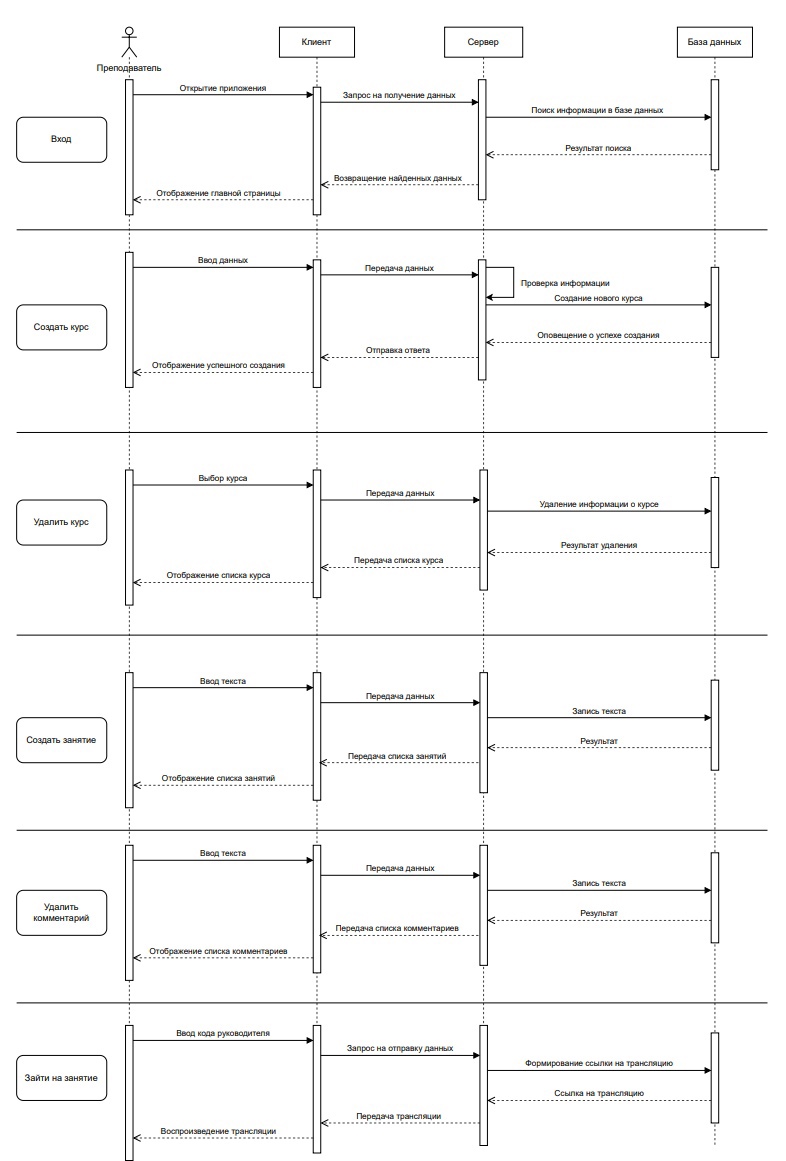 Преподаватель
Клиент
Сервер
База данных
Вход
Открытие приложения
Запрос на получение данных
Поиск информации в базе данных
Результат поиска
Возвращение найденных данных
Отображение главной страницы
Создать курс
Ввод данных
Передача данных
Проверка информации
Создание нового курса
Оповещение о успехе создания
Отправка ответа
Отображение успешного создания
Удалить курс
Выбор курса
Передача данных
Удаление информации о курсе
Результат удаления
Передача списка курса
Отображение списка курса
Создать занятие
Ввод текста
Передача данных
Запись текста
Результат
Передача списка занятий
Отображение списка занятий
Удалить
комментарий
Ввод текста
Передача данных
Запись текста
Результат
Передача списка комментариев
Отображение списка комментариев
Зайти на занятие
Ввод кода руководителя
Запрос на отправку данных
Формирование ссылки на трансляцию
Ссылка на трансляцию
Передача трансляции
Воспроизведение трансляции